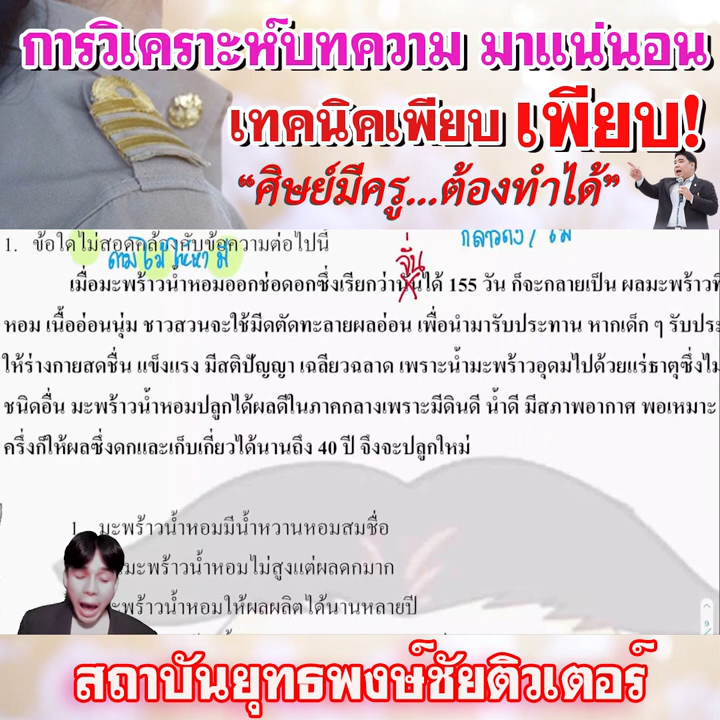 การวิเคราะห์บทความ มาแน่นอน
เทคนิคเพียบ เพียบ!
“ศิษย์มีครู...ต้องทำได้”
1. ข้อใดไม่สอดคล้องกับข้อความต่อไปนี้
จั่น
เมื่อมะพร้าวน้ำหอมออกช่อดอกซึ่งเรียกว่า ได้ 155 วัน ก็จะกลายเป็น ผลมะพร้าวที่
หอม เนื้ออ่อนนุ่ม ชาวสวนจะใช้มีดตัดทะลายผลอ่อน เพื่อนำมารับประทาน หากเด็ก ๆ รับประ
ให้ร่างกายสดชื่น แข็งแรง มีสติปัญญา เฉลียวฉลาด เพราะน้ำมะพร้าวอุดมไปด้วยแร่ธาตุซึ่งไม
ชนิดอื่น มะพร้าวน้ำหอมปลูกได้ผลดีในภาคกลางเพราะมีดินดี น้ำดี มีสภาพอากาศ พอเหมาะ
ครึ่งก็ให้ผลซึ่งดกและเก็บเกี่ยวได้นานถึง 40 ปี จึงจะปลูกใหม่
1. มะพร้าวน้ำหอมมีน้ำหวานหอมสมชื่อ
มะพร้าวน้ำหอมไม่สูงแต่ผลดกมาก
ะพร้าวน้ำหอมให้ผลผลิตได้นานหลายปี
สถาบันยุทธพงษ์ชัยติวเตอร์